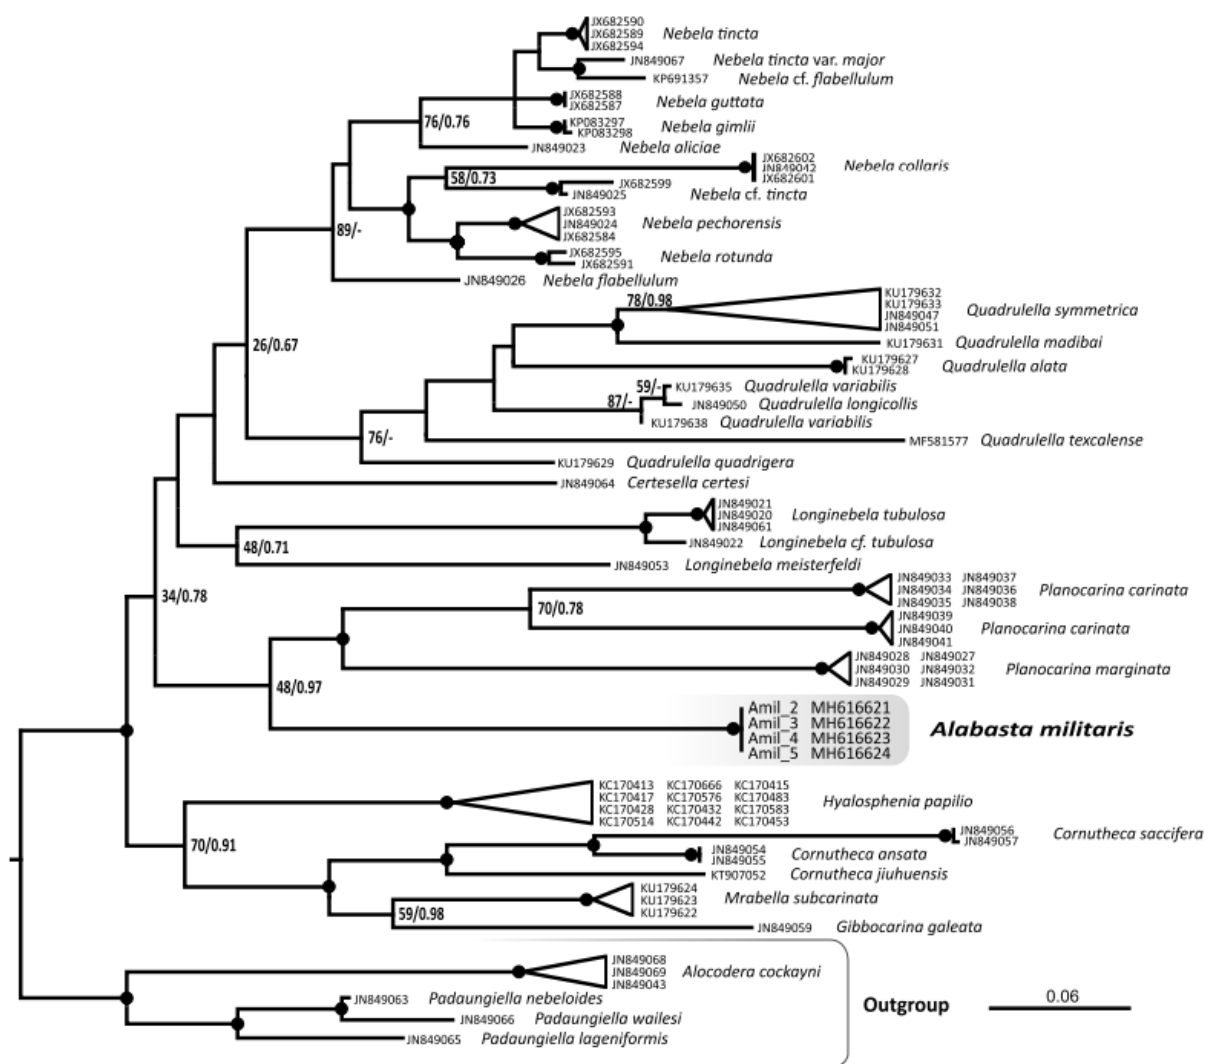 JX682590
JX682589 Nebela tincta
JX682594
JN849067 Nebela tincta var. major
KP691357 Nebela cf. flabellulum
JX682588
JX682587 Nebela guttata
KP083297
KP083298 Nebela gimlii
76/0.76
JN849023 Nebela aliciae
JX682602
JN849042 Nebela collaris
JX682601
58/0.73
JX682599
JN849025 Nebela cf. tincta
JX682593
JN849024 Nebela pechorensis
JX682584
89/-
JX682595
JX682591 Nebela rotunda
JN849026 Nebela flabellulum
78/0.98
KU179632
KU179633
JN849047
JN849051
Quadrulella symmetrica
KU179631 Quadrulella madibai
26/0.67
KU179627
KU179628 Quadrulella alata
59/-
KU179635 Quadrulella variabilis
87/-
JN849050 Quadrulella longicollis
KU179638 Quadrulella variabilis
76/-
MF581577 Quadrulella texcalense
KU179629 Quadrulella quadrigera
JN849064 Certesella certesi
JN849021
JN849020 Longinebela tubulosa
JN849061
JN849022 Longinebela cf. tubulosa
48/0.71
JN849053 Longinebela meisterfeldi
34/0.78
JN849033 JN849037
JN849034 JN849036 Planocarina carinata
JN849035 JN849038
70/0.78
JN849039
JN849040 Planocarina carinata
JN849041
JN849028 JN849027
JN849030 JN849032 Planocarina marginata
JN849029 JN849031
48/0.97
Amil_2 MH616621
Amil_3 MH616622
Amil_4 MH616623
Amil_5 MH616624
Alabasta militaris
KC170413 KC170666 KC170415
KC170417 KC170576 KC170483
KC170428 KC170432 KC170583
KC170514 KC170442 KC170453
Hyalosphenia papilio
70/0.91
JN849056
JN849057 Cornutheca saccifera
JN849054
JN849055 Cornutheca ansata
KT907052 Cornutheca jiuhuensis
KU179624
KU179623 Mrabella subcarinata
KU179622
59/0.98
JN849059 Gibbocarina galeata
JN849068
JN849069 Alocodera cockayni
JN849043
JN849063 Padaungiella nebeloides
JN849066 Padaungiella wailesi
JN849065 Padaungiella lageniformis
Outgroup
0.06